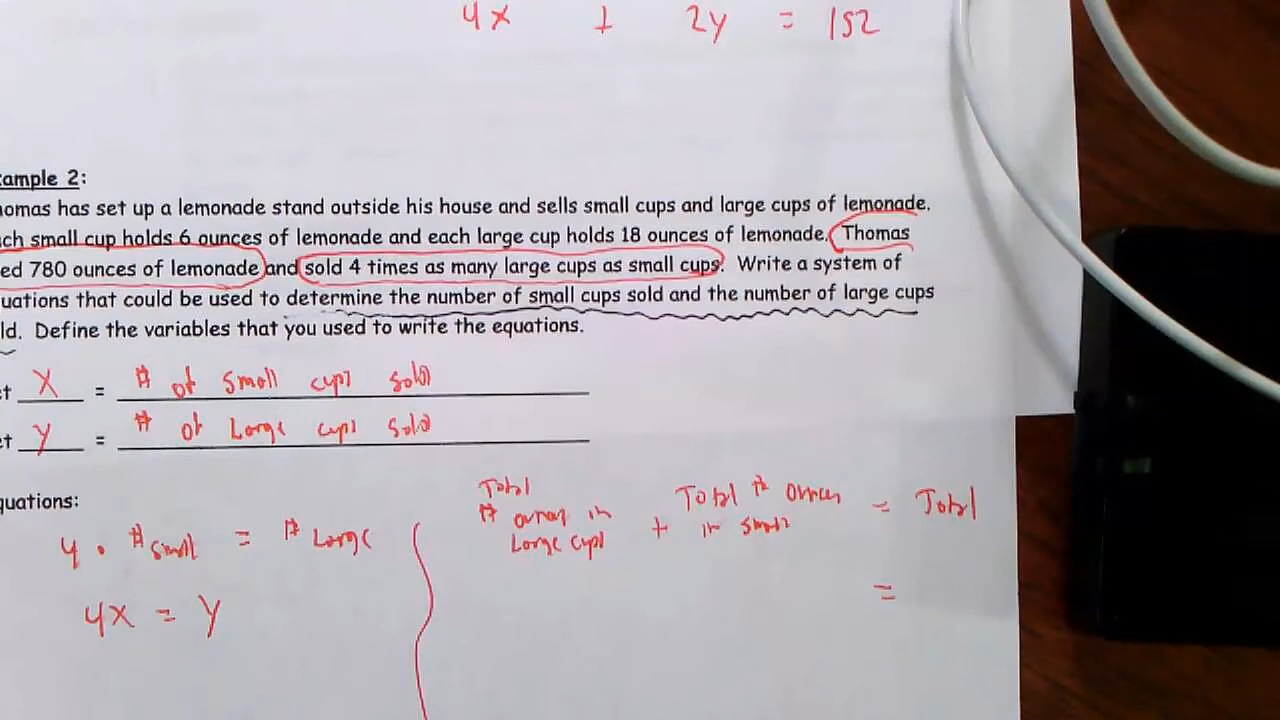 4x + 2y = 152
ample 2:
omas has set up a lemonade stand outside his house and sells small cups and large cups of lemonade.
ch small cup holds 6 ounces of lemonade and each large cup holds 18 ounces of lemonade. Thomas
ed 780 ounces of lemonade and sold 4 times as many large cups as small cups. Write a system of
uations that could be used to determine the number of small cups sold and the number of large cups
ld. Define the variables that you used to write the equations.
t X = # of small cups sold
t y = # of Large cups sold
quations:
4 · # small = # Large
4x = y
Total
# ounces in
Large cups
+ Total # ounces
in small
= Total
=